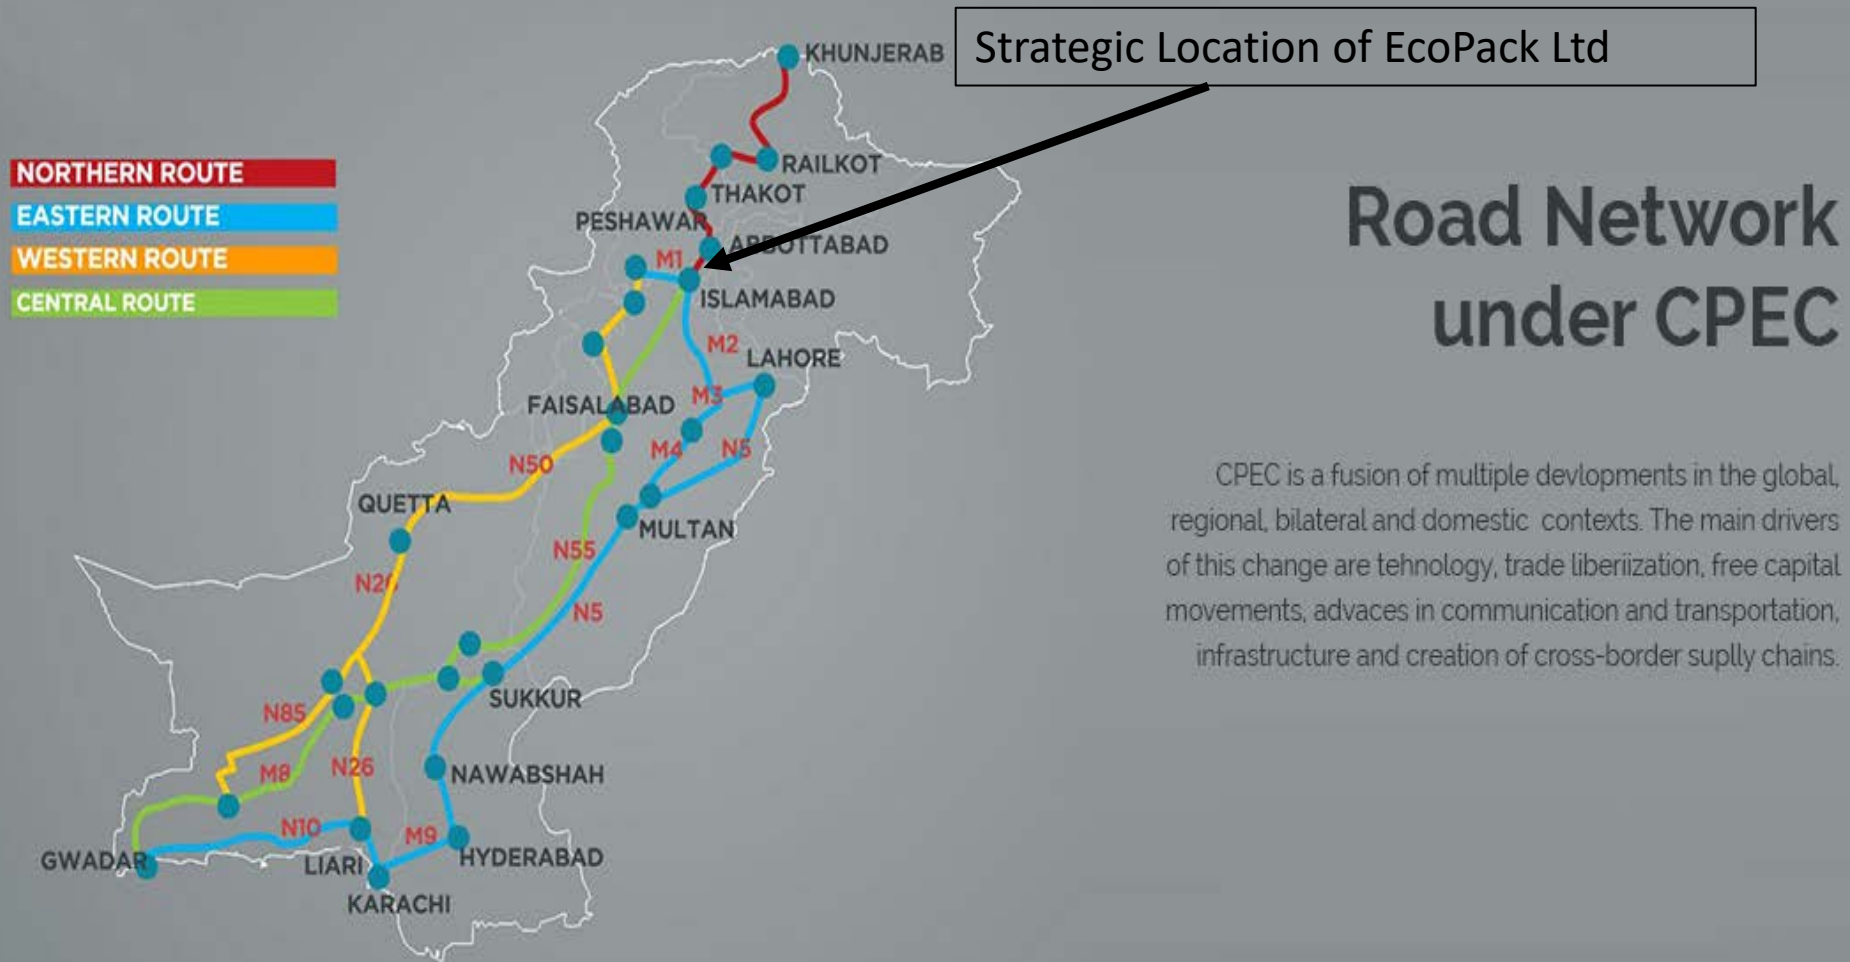 Strategic Location of EcoPack Ltd
KHUNJERAB
NORTHERN ROUTE
EASTERN ROUTE
WESTERN ROUTE
CENTRAL ROUTE
RAILKOT
THAKOT
PESHAWAR
ABBOTTABAD
M1
ISLAMABAD
M2
LAHORE
M3
FAISALABAD
M4
N5
N50
QUETTA
MULTAN
N55
N26
N5
SUKKUR
N85
M8
N26
NAWABSHAH
N10
M9
GWADAR
LIARI
HYDERABAD
KARACHI
Road Network
under CPEC
CPEC is a fusion of multiple devlopments in the global,
regional, bilateral and domestic contexts. The main drivers
of this change are tehnology, trade liberiization, free capital
movements, advaces in communication and transportation,
infrastructure and creation of cross-border suplly chains.